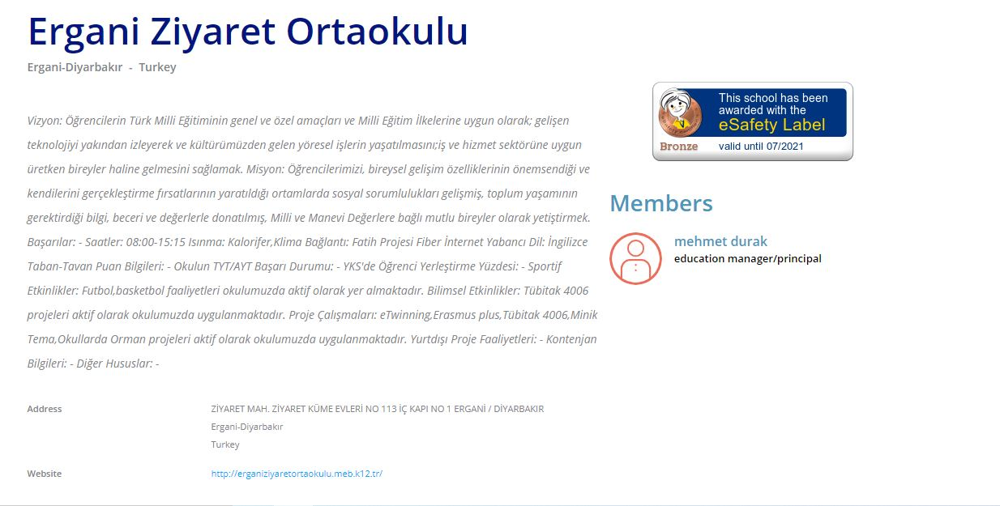 Ergani Ziyaret Ortaokulu
Ergani-Diyarbakır - Turkey
Vizyon: Öğrencilerin Türk Milli Eğitiminin genel ve özel amaçları ve Milli Eğitim İlkelerine uygun olarak; gelişen
teknolojiyi yakından izleyerek ve kültürümüzden gelen yöresel işlerin yaşatılmasını;iş ve hizmet sektörüne uygun
üretken bireyler haline gelmesini sağlamak. Misyon: Öğrencilerimizi, bireysel gelişim özelliklerinin önemsendiği ve
kendilerini gerçekleştirme fırsatlarının yaratıldığı ortamlarda sosyal sorumlulukları gelişmiş, toplum yaşamının
gerektirdiği bilgi, beceri ve değerlerle donatılmış, Milli ve Manevi Değerlere bağlı mutlu bireyler olarak yetiştirmek.
Başarılar: - Saatler: 08:00-15:15 Isınma: Kalorifer,Klima Bağlantı: Fatih Projesi Fiber İnternet Yabancı Dil: İngilizce
Taban-Tavan Puan Bilgileri: - Okulun TYT/AYT Başarı Durumu: - YKS'de Öğrenci Yerleştirme Yüzdesi: - Sportif
Etkinlikler: Futbol,basketbol faaliyetleri okulumuzda aktif olarak yer almaktadır. Bilimsel Etkinlikler: Tübitak 4006
projeleri aktif olarak okulumuzda uygulanmaktadır. Proje Çalışmaları: eTwinning,Erasmus plus,Tübitak 4006,Minik
Tema,Okullarda Orman projeleri aktif olarak okulumuzda uygulanmaktadır. Yurtdışı Proje Faaliyetleri: - Kontenjan
Bilgileri: - Diğer Hususlar: -
Address
ZİYARET MAH. ZİYARET KÜME EVLERİ NO 113 İÇ KAPI NO 1 ERGANİ / DİYARBAKIR
Ergani-Diyarbakır
Turkey
Website
http://erganiziyaretortaokulu.meb.k12.tr/
This school has been
awarded with the
eSafety Label
Bronze
valid until 07/2021
Members
mehmet durak
education manager/principal